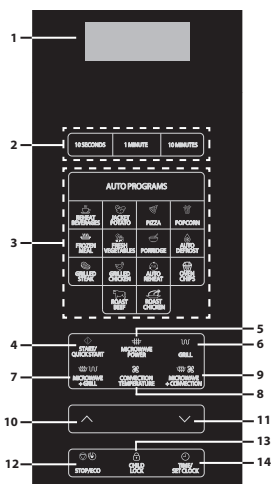 1
2
10 SECONDS
1 MINUTE
10 MINUTES
3
AUTO PROGRAMS
REHEAT
BEVERAGES
JACKET
POTATO
PIZZA
POPCORN
FROZEN
MEAL
FRESH
VEGETABLES
PORRIDGE
AUTO
DEFROST
GRILLED
STEAK
GRILLED
CHICKEN
AUTO
REHEAT
OVEN
CHIPS
ROAST
BEEF
ROAST
CHICKEN
5
4
START/
QUICKSTART
MICROWAVE
POWER
GRILL
6
7
MICROWAVE
+ GRILL
CONNECTION
TEMPERATURE
MICROWAVE
+ CONNECTION
9
8
10
11
13
12
STOP/ECO
CHILD
LOCK
TIME/
SET CLOCK
14